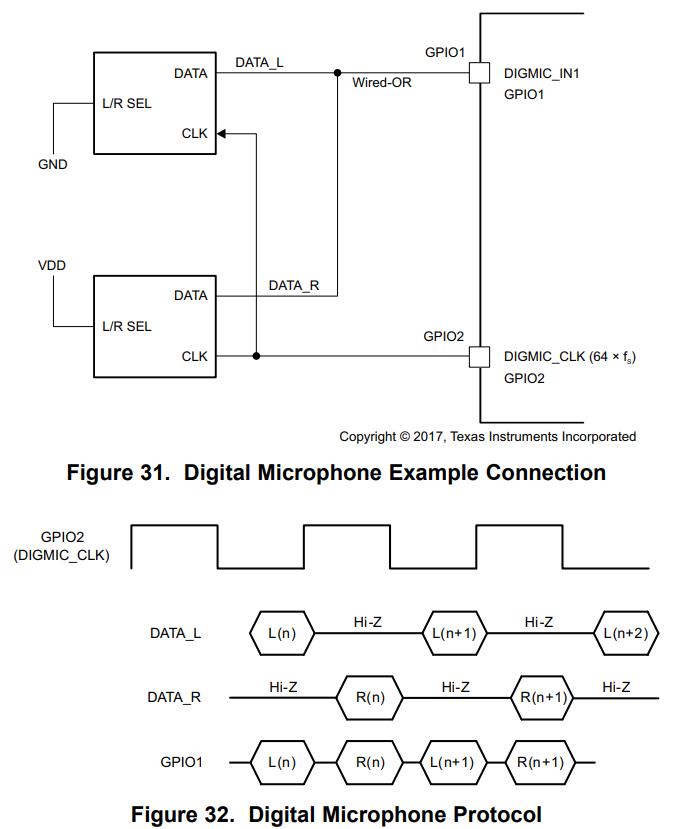 GPIO1
DATA DATA_L
Wired-OR
DIGMIC_IN1
GPIO1
L/R SEL
CLK
GND
VDD
DATA DATA_R
L/R SEL
GPIO2
CLK
DIGMIC_CLK (64 × fs)
GPIO2
Copyright © 2017, Texas Instruments Incorporated
Figure 31. Digital Microphone Example Connection
GPIO2
(DIGMIC_CLK)
DATA_L L(n) Hi-Z L(n+1) Hi-Z L(n+2)
DATA_R Hi-Z R(n) Hi-Z R(n+1) Hi-Z
GPIO1 L(n) R(n) L(n+1) R(n+1)
Figure 32. Digital Microphone Protocol